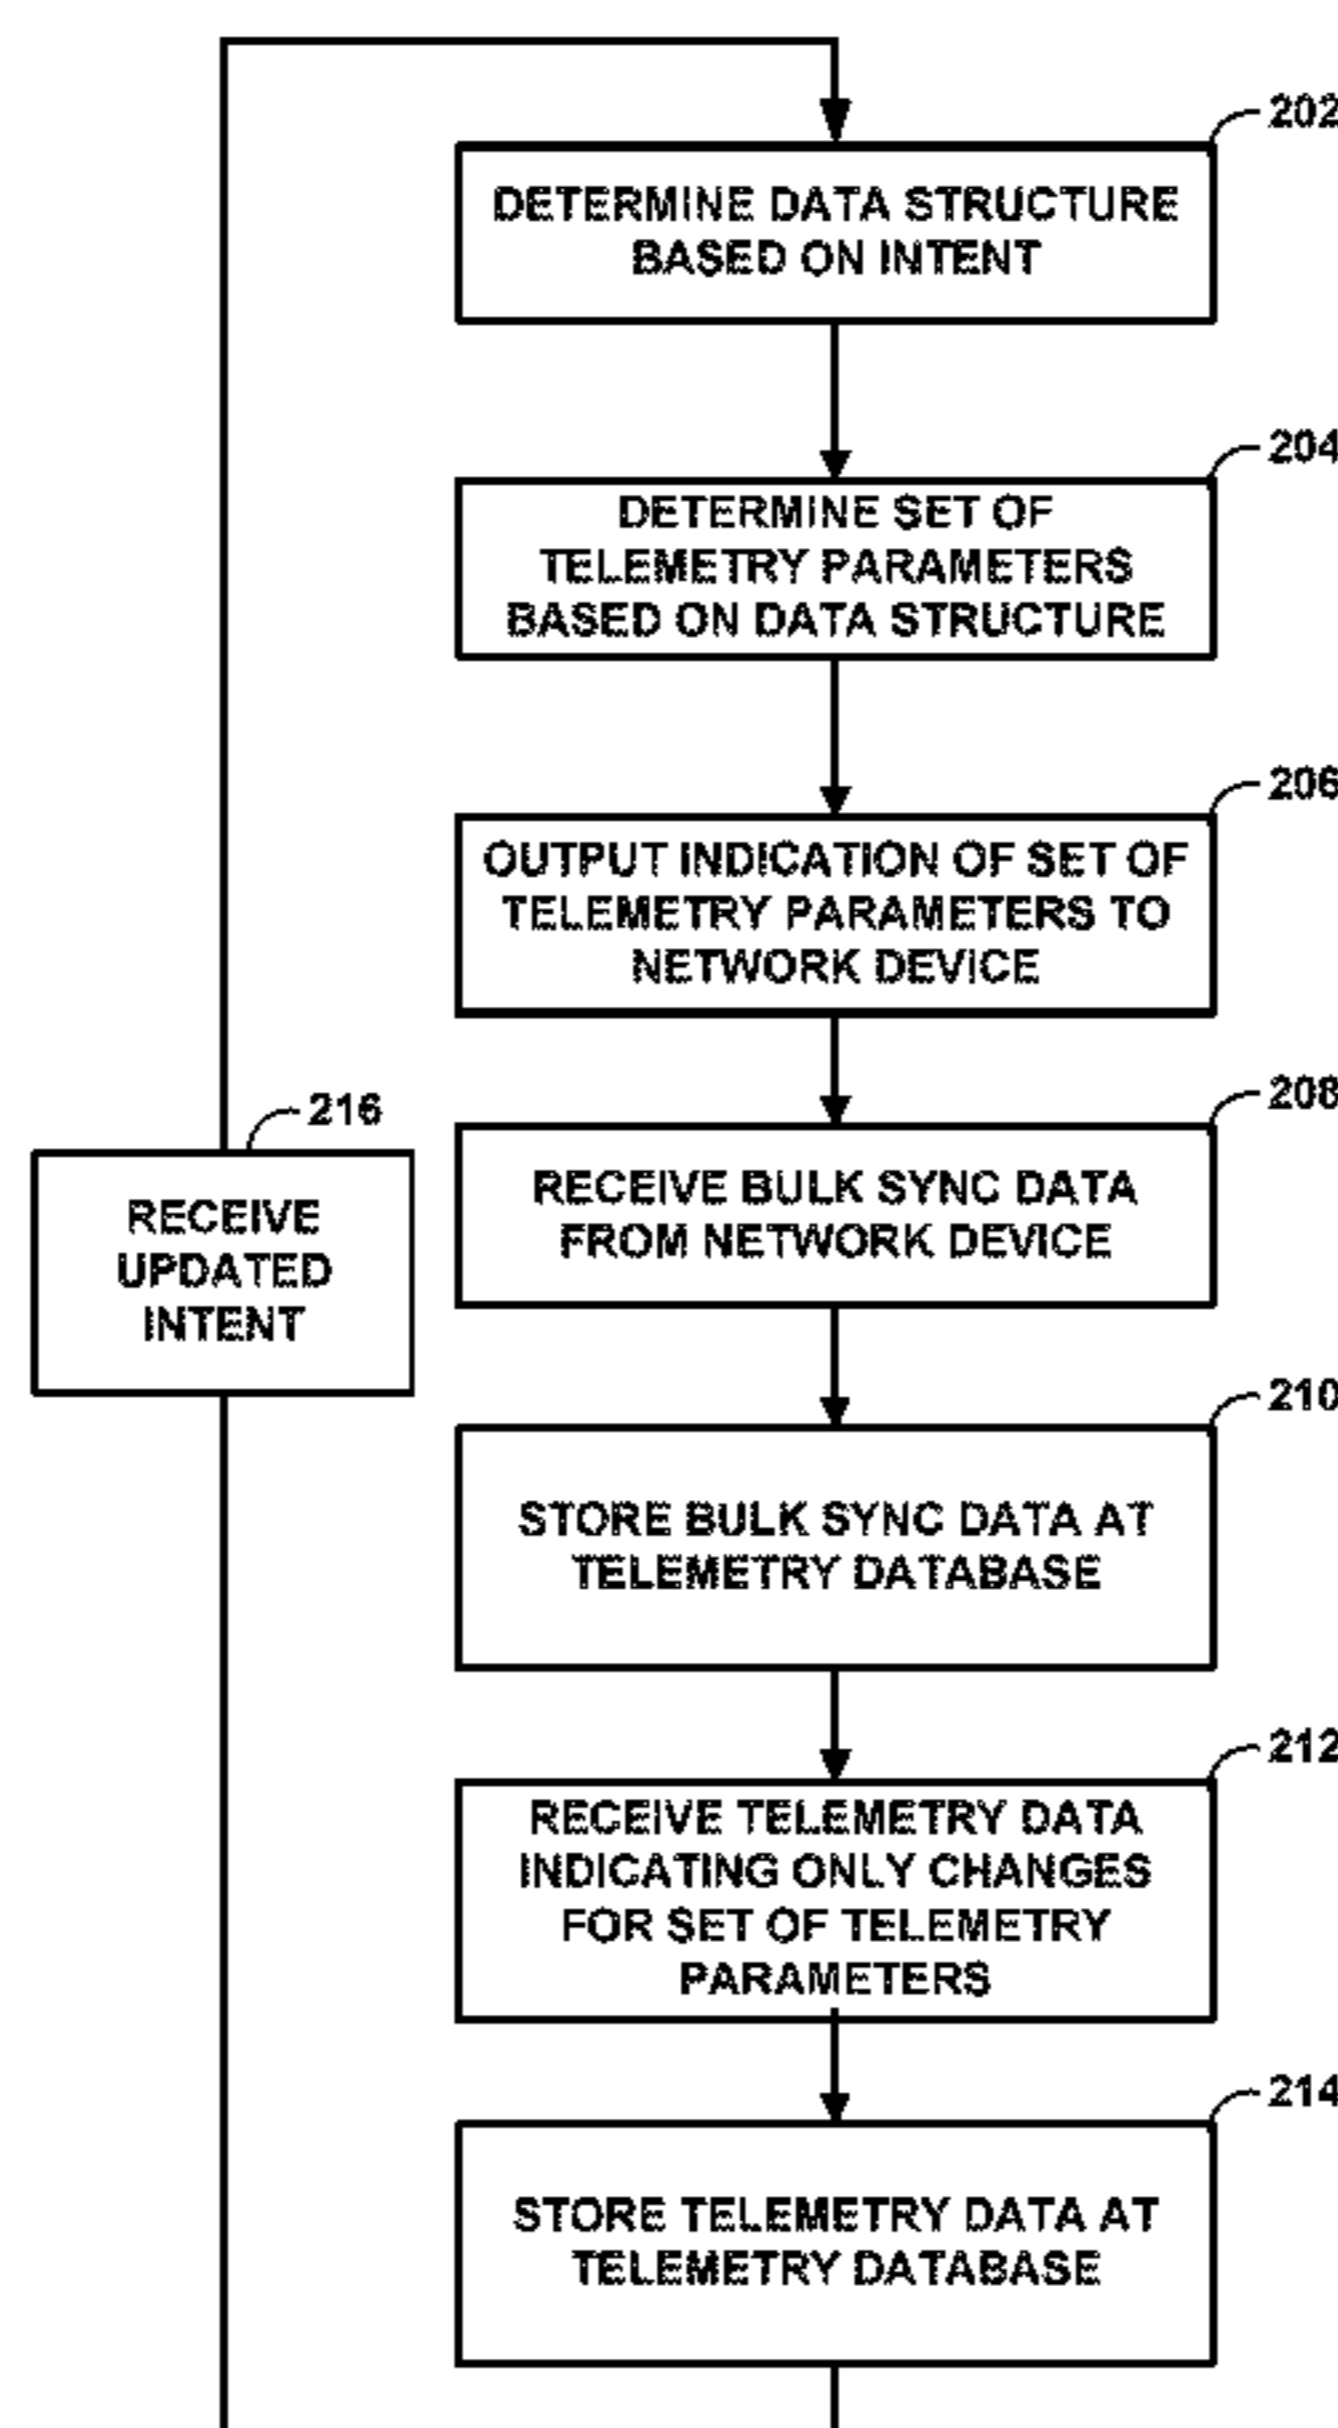 202
DETERMINE DATA STRUCTURE
BASED ON INTENT
204
DETERMINE SET OF
TELEMETRY PARAMETERS
BASED ON DATA STRUCTURE
206
OUTPUT INDICATION OF SET OF
TELEMETRY PARAMETERS TO
NETWORK DEVICE
208
RECEIVE BULK SYNC DATA
FROM NETWORK DEVICE
216
RECEIVE
UPDATED
INTENT
210
STORE BULK SYNC DATA AT
TELEMETRY DATABASE
212
RECEIVE TELEMETRY DATA
INDICATING ONLY CHANGES
FOR SET OF TELEMETRY
PARAMETERS
214
STORE TELEMETRY DATA AT
TELEMETRY DATABASE